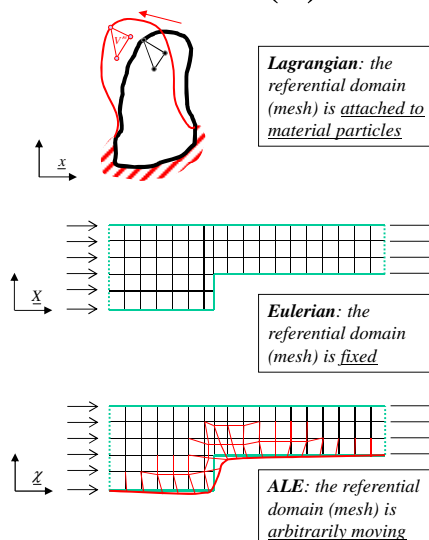 V
Lagrangian: the
referential domain
(mesh) is attached to
material particles
x
X
Eulerian: the
referential domain
(mesh) is fixed
χ
ALE: the referential
domain (mesh) is
arbitrarily moving